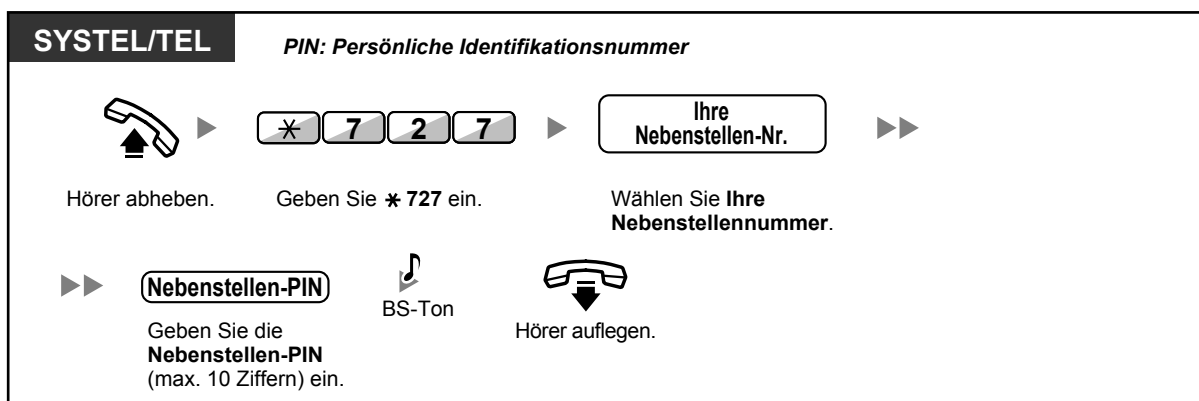 SYSTEL/TEL
PIN: Persönliche Identifikationsnummer
* 7 2 7
Ihre
Nebenstellen-Nr.
Hörer abheben.
Geben Sie * 727 ein.
Wählen Sie Ihre
Nebenstellennummer.
Nebenstellen-PIN
BS-Ton
Geben Sie die
Nebenstellen-PIN
(max. 10 Ziffern) ein.
Hörer auflegen.